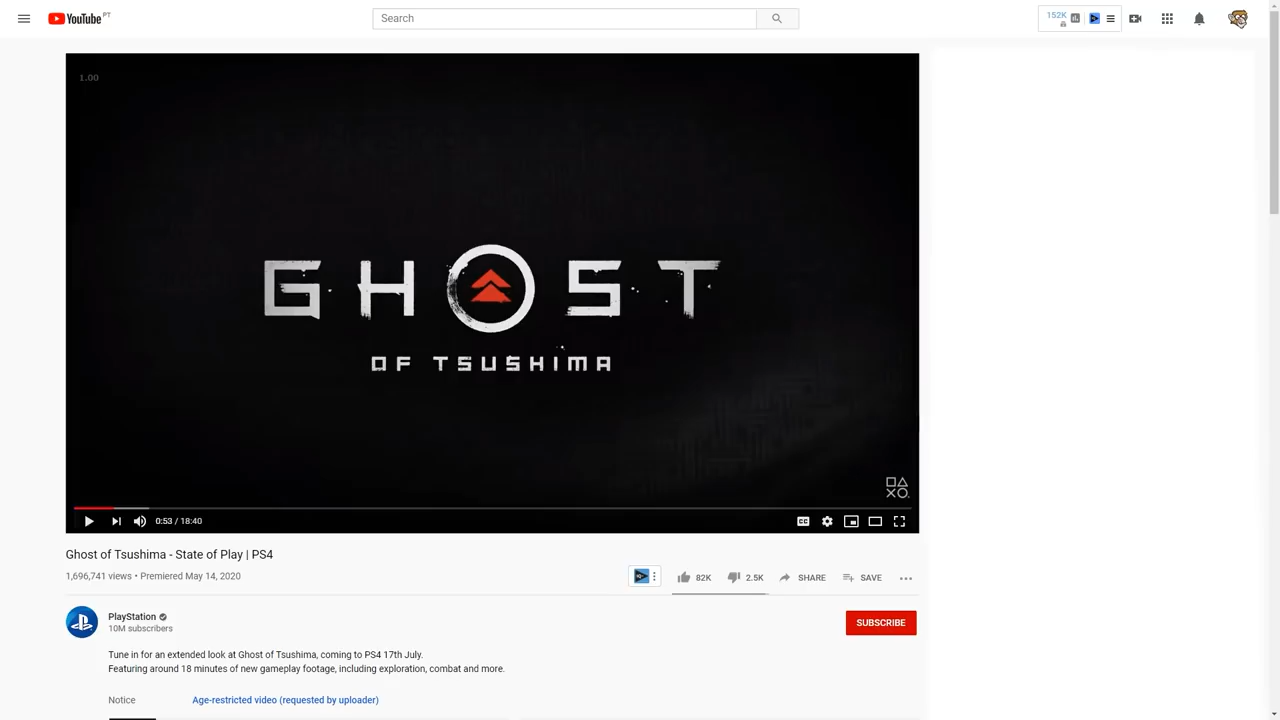 YouTube PT
Search
152K
1.00
GHOST
OF TSUSHIMA
0:53 / 18:40
CC
Ghost of Tsushima - State of Play | PS4
1,696,741 views • Premiered May 14, 2020
82K
2.5K
SHARE
SAVE
PlayStation
10M subscribers
SUBSCRIBE
Tune in for an extended look at Ghost of Tsushima, coming to PS4 17th July.
Featuring around 18 minutes of new gameplay footage, including exploration, combat and more.
Notice
Age-restricted video (requested by uploader)